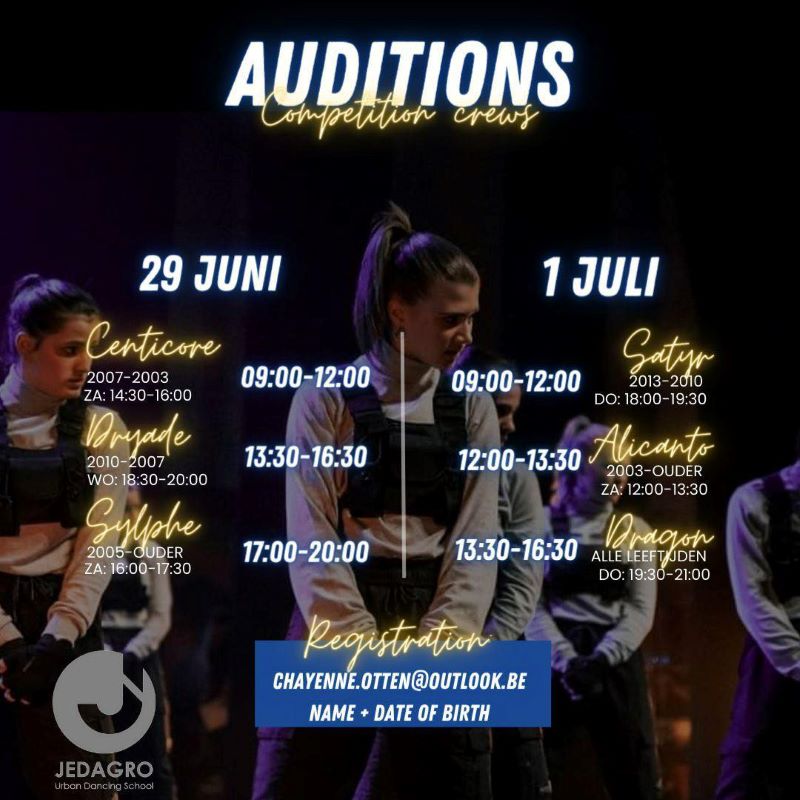 AUDITIONS
Competition crews
29 JUNI
Centicore
2007-2003
ZA: 14:30-16:00
09:00-12:00
Dryade
2010-2007
WO: 18:30-20:00
13:30-16:30
Sylphe
2005-OUDER
ZA: 16:00-17:30
17:00-20:00
1 JULI
09:00-12:00
Satyr
2013-2010
DO: 18:00-19:30
12:00-13:30
Alicanto
2003-OUDER
ZA: 12:00-13:30
13:30-16:30
Dragon
ALLE LEEFTIJDEN
DO: 19:30-21:00
Registration
CHAYENNE.OTTEN@OUTLOOK.BE
NAME + DATE OF BIRTH
JEDAGRO
Urban Dancing School